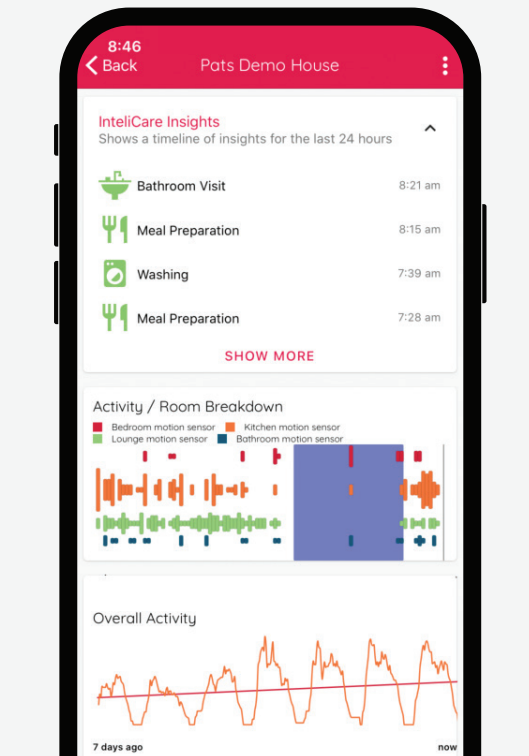 8:46
Back Pats Demo House
InteliCare Insights
Shows a timeline of insights for the last 24 hours
Bathroom Visit 8:21 am
Meal Preparation 8:15 am
Washing 7:39 am
Meal Preparation 7:28 am
SHOW MORE
Activity / Room Breakdown
Bedroom motion sensor Kitchen motion sensor
Lounge motion sensor Bathroom motion sensor
Overall Activity
7 days ago now